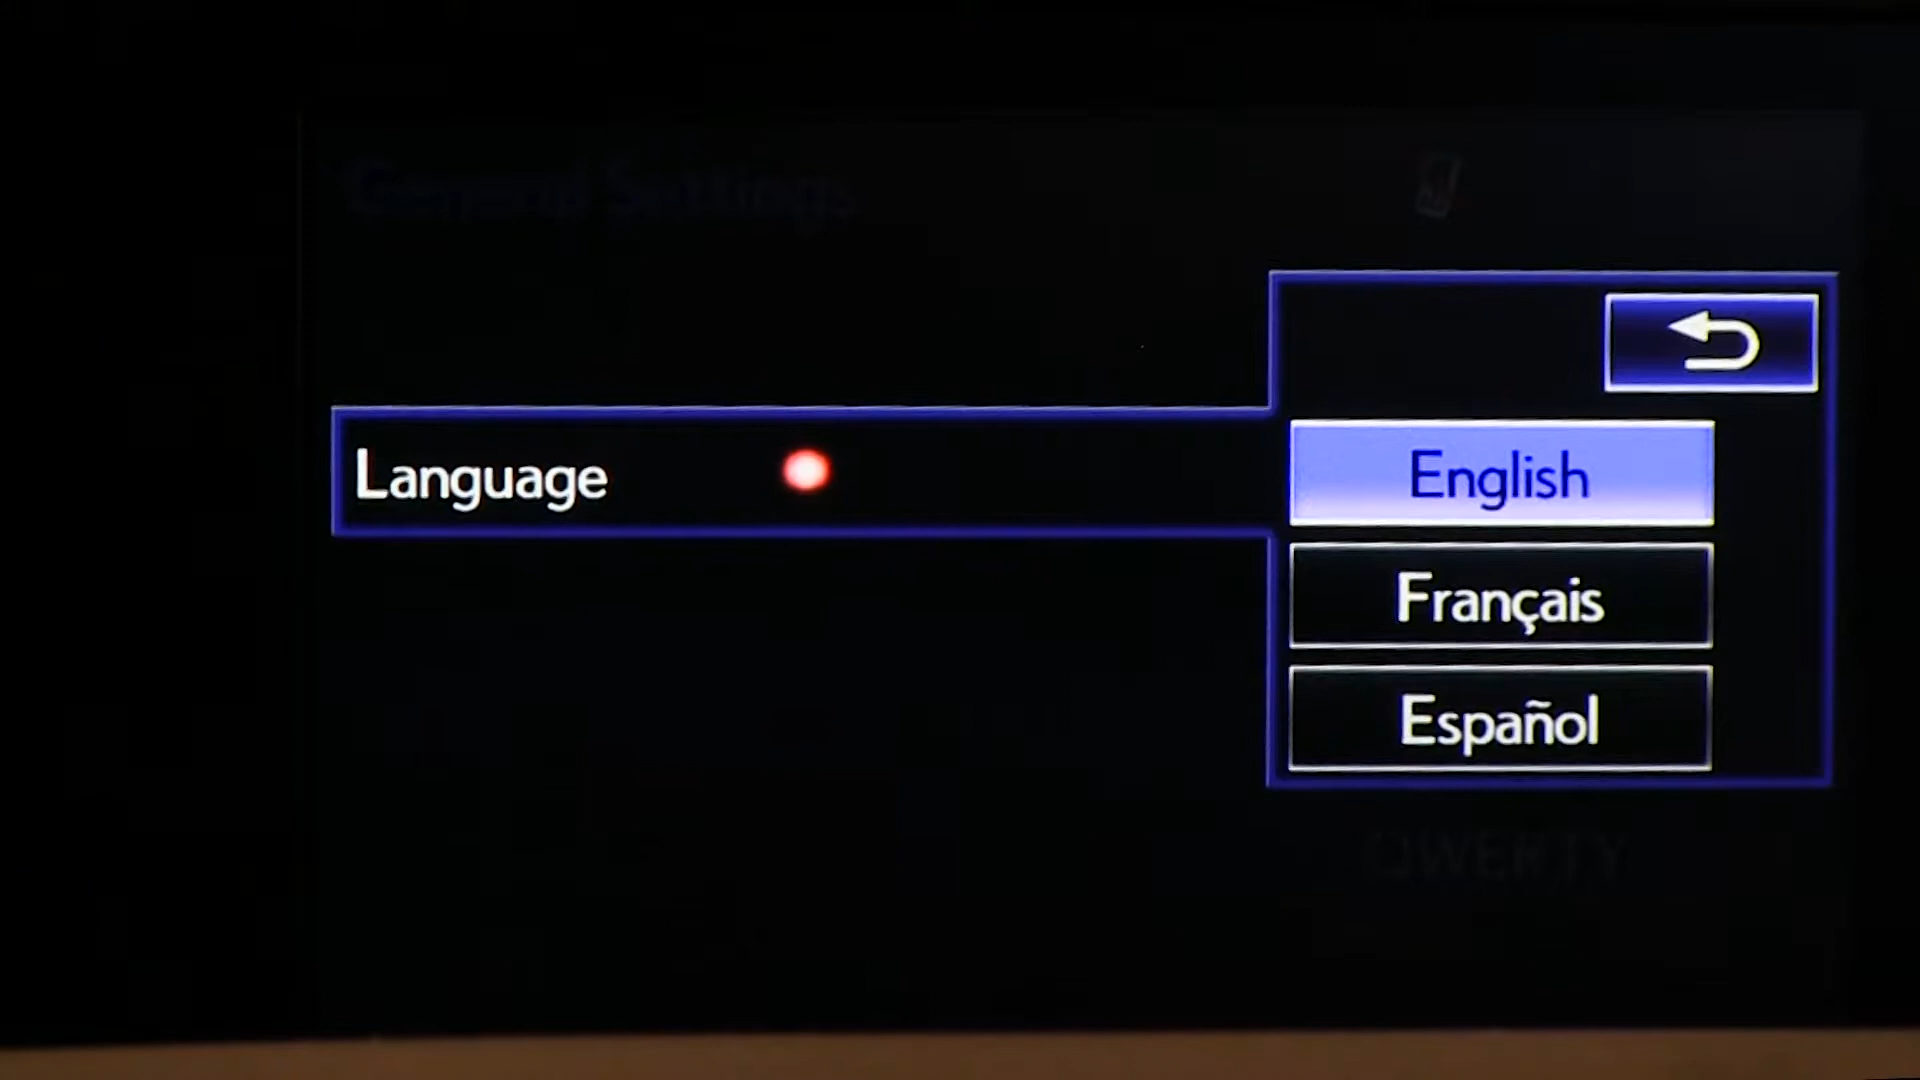 General Settings
Language
English
Français
Español
QWERTY